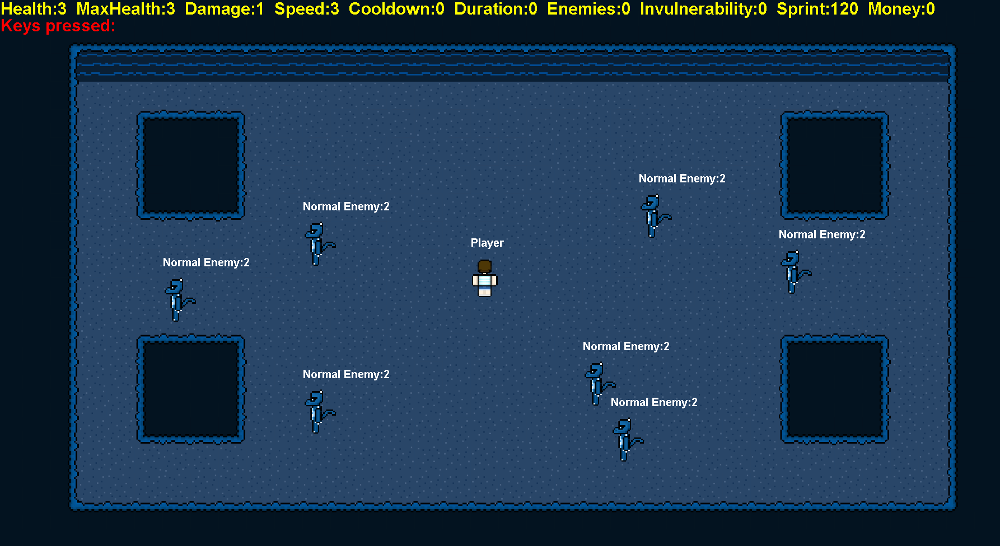 Health:3 MaxHealth:3 Damage:1 Speed:3 Cooldown:0 Duration:0 Enemies:0 Invulnerability:0 Sprint:120 Money:0
Keys pressed:
Normal Enemy:2
Normal Enemy:2
Normal Enemy:2
Player
Normal Enemy:2
Normal Enemy:2
Normal Enemy:2
Normal Enemy:2